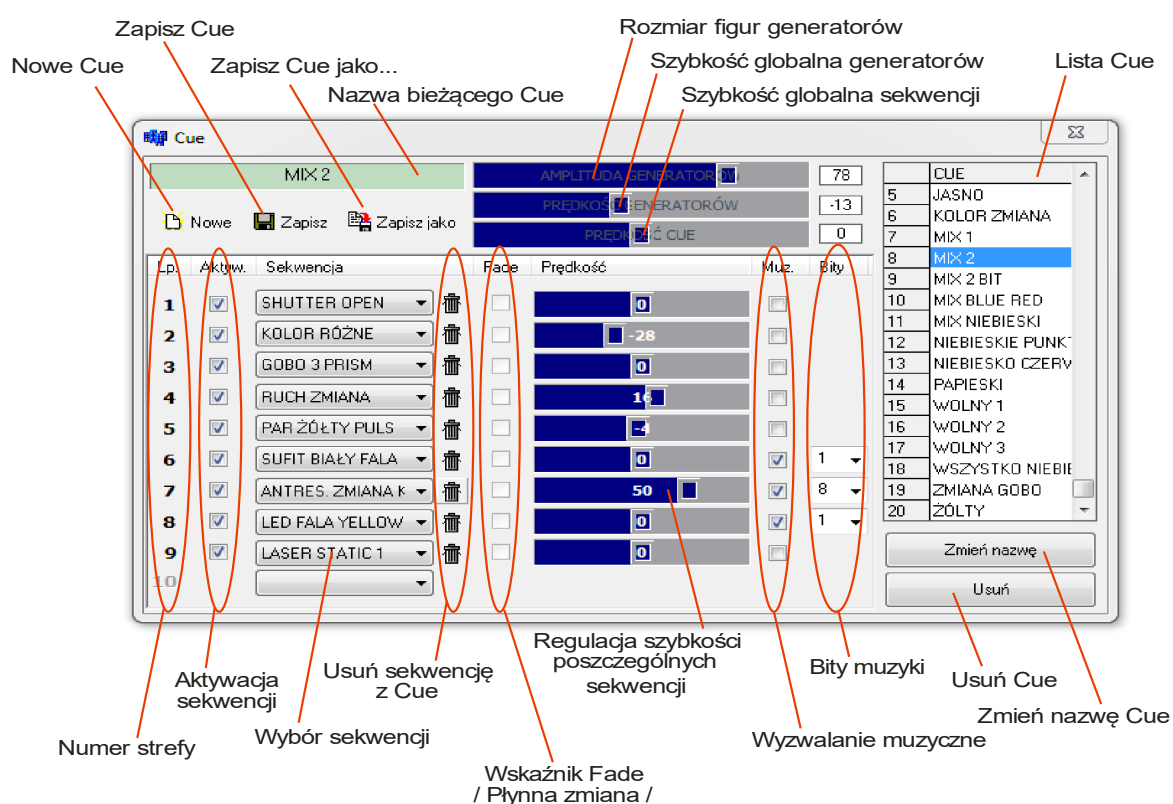 Zapisz Cue
Rozmiar figur generatorów
Nowe Cue
Zapisz Cue jako...
Szybkość globalna generatorów
Lista Cue
Nazwa bieżącego Cue
Szybkość globalna sekwencji
Cue
MIX 2
AMPLITUDA GENERATORÓW 78
PRĘDKOŚĆ GENERATORÓW -13
PRĘDKOŚĆ CUE 0
Nowe Zapisz Zapisz jako
Lp. Aktyw. Sekwencja Fade Prędkość Muz. Bity
1 SHUTTER OPEN 0
2 KOLOR RÓŻNE -28
3 GOBO 3 PRISM 0
4 RUCH ZMIANA 16
5 PAR ŻÓŁTY PULS -4
6 SUFIT BIAŁY FALA 0 1
7 ANTRES. ZMIANA K 50 8
8 LED FALA YELLOW 0 1
9 LASER STATIC 1 0
10
CUE
5 JASNO
6 KOLOR ZMIANA
7 MIX 1
8 MIX 2
9 MIX 2 BIT
10 MIX BLUE RED
11 MIX NIEBIESKI
12 NIEBIESKIE PUNK
13 NIEBIESKO CZERW
14 PAPIESKI
15 WOLNY 1
16 WOLNY 2
17 WOLNY 3
18 WSZYSTKO NIEBIE
19 ZMIANA GOBO
20 ŻÓŁTY
Zmień nazwę
Usuń
Aktywacja
sekwencji
Usuń sekwencję
z Cue
Regulacja szybkości
poszczególnych
sekwencji
Bity muzyki
Usuń Cue
Zmień nazwę Cue
Numer strefy
Wybór sekwencji
Wyzwalanie muzyczne
Wskaźnik Fade
/ Płynna zmiana /